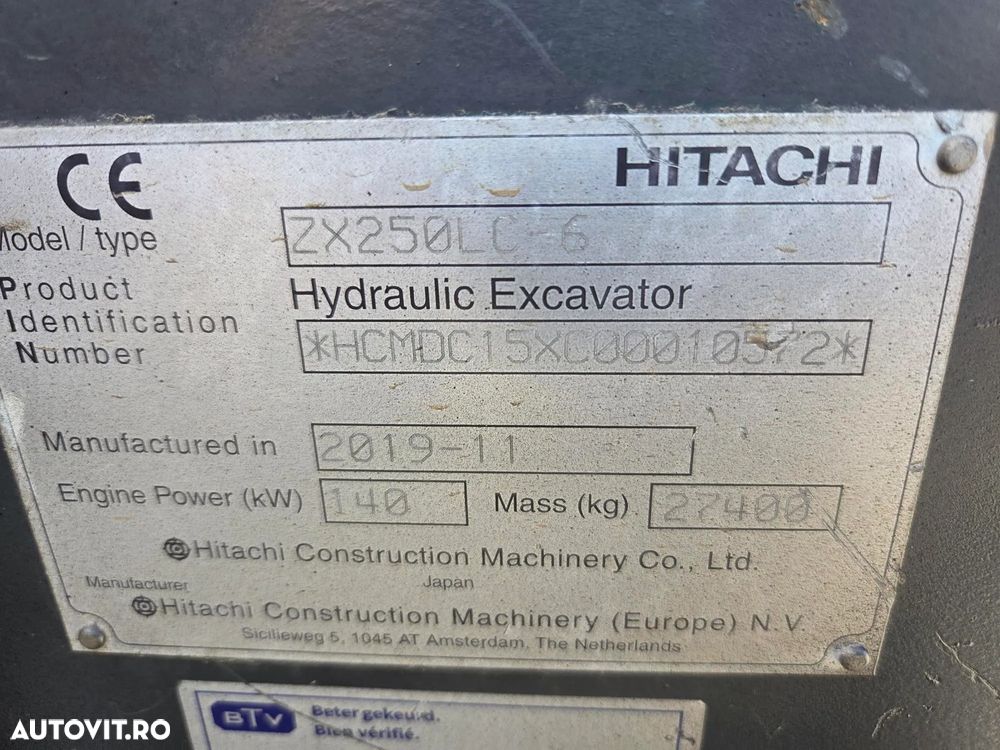 CE
HITACHI
Model / type
ZX250LC-6
Product
Identification
Number
Hydraulic Excavator
*HCMDC15XC00010572*
Manufactured in 2019-11
Engine Power (kW) 140 Mass (kg) 27400
Hitachi Construction Machinery Co., Ltd.
Manufacturer Japan
Hitachi Construction Machinery (Europe) N.V.
Sicilieweg 5, 1045 AT Amsterdam, The Netherlands
BTV Beter gekeurd.
Bien vérifié.
AUTOVIT.RO